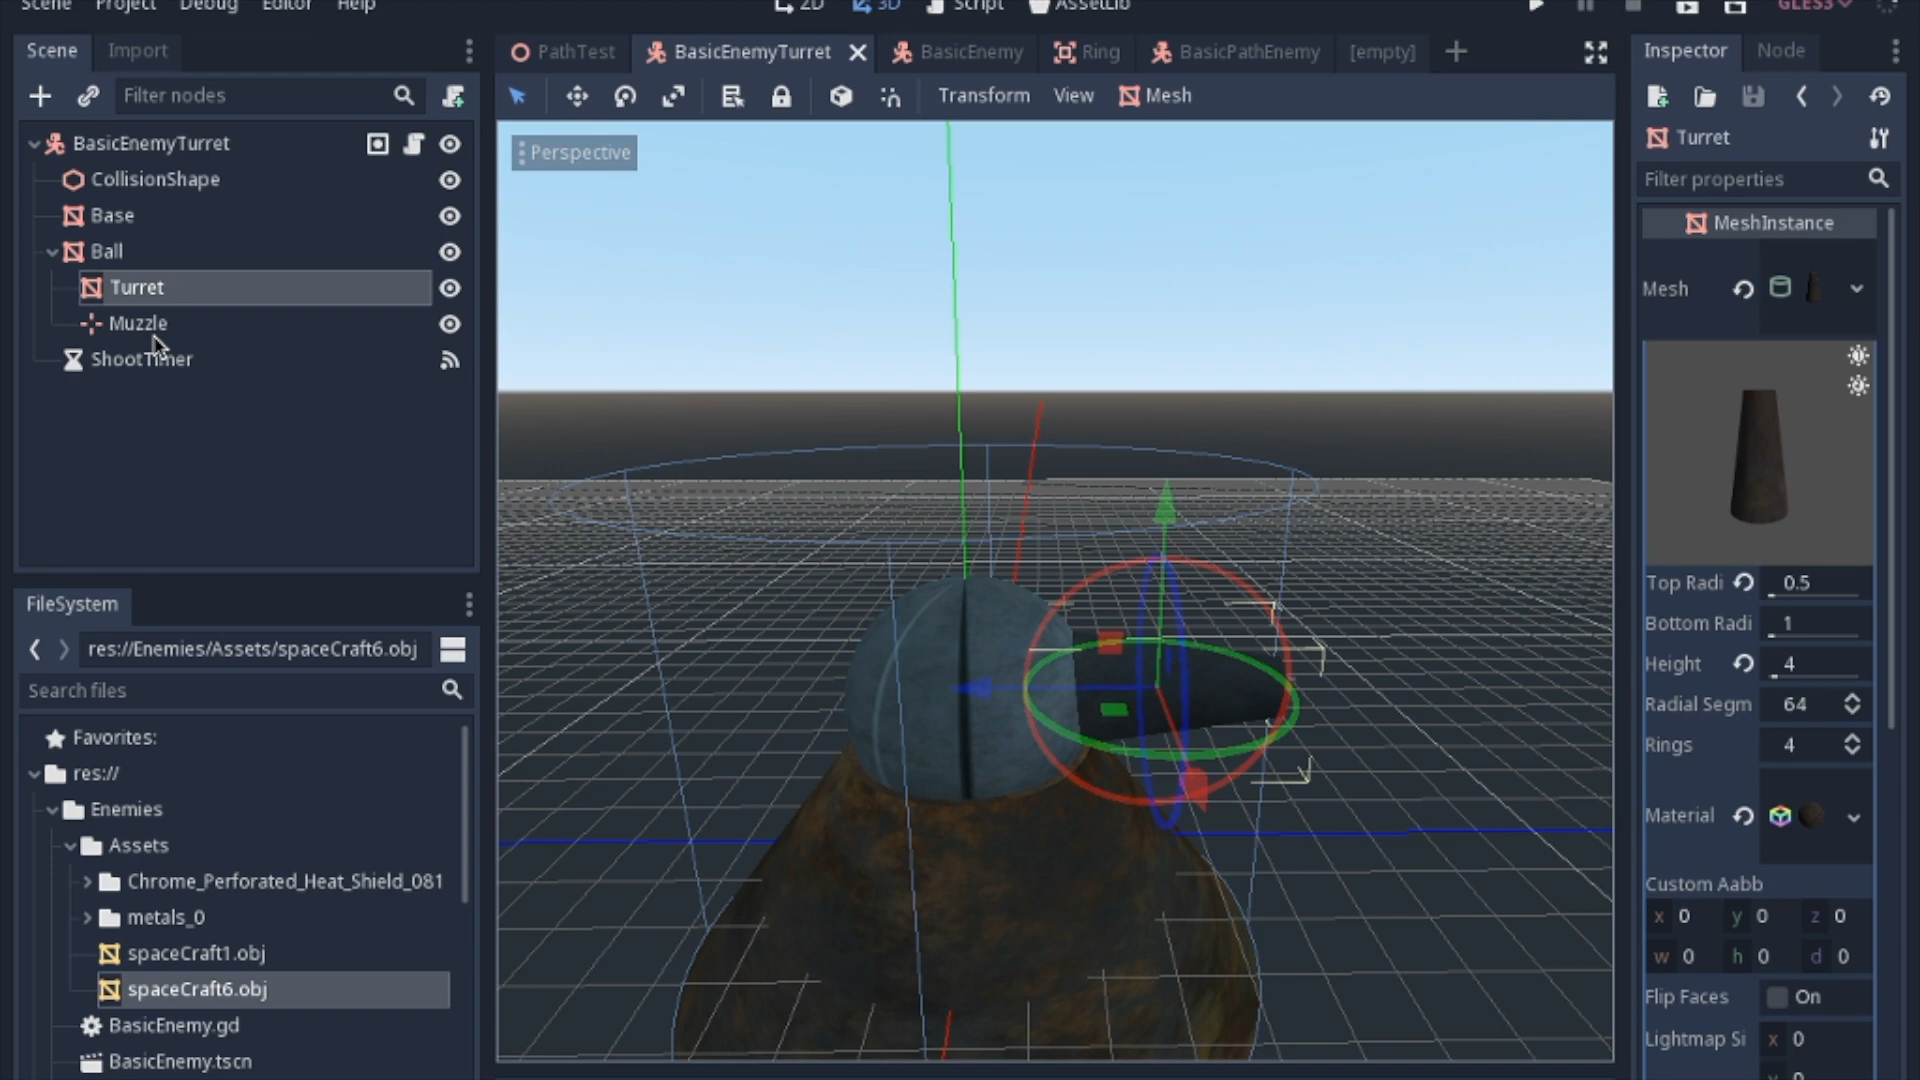 Scene Project Debug Editor Help 2D 3D Script AssetLib GLES3
Scene Import
PathTest BasicEnemyTurret BasicEnemy Ring BasicPathEnemy [empty]
Inspector Node
Filter nodes
Transform View Mesh
BasicEnemyTurret
CollisionShape
Base
Ball
Turret
Muzzle
ShootTimer
Perspective
Turret
Filter properties
MeshInstance
Mesh
Top Radi 0.5
Bottom Radi 1
Height 4
Radial Segm 64
Rings 4
Material
Custom Aabb
x 0 y 0 z 0
w 0 h 0 d 0
Flip Faces On
Lightmap Si x 0
FileSystem
res://Enemies/Assets/spaceCraft6.obj
Search files
Favorites:
res://
Enemies
Assets
Chrome_Perforated_Heat_Shield_081
metals_0
spaceCraft1.obj
spaceCraft6.obj
BasicEnemy.gd
BasicEnemy.tscn